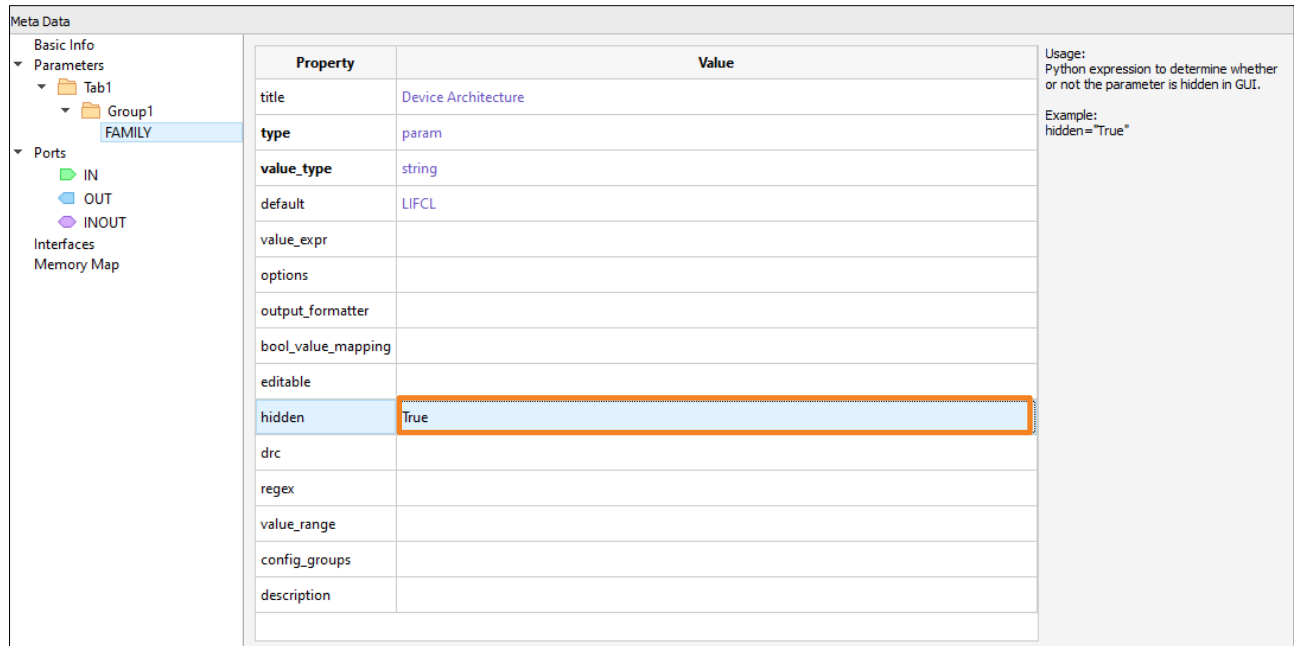 Meta Data
Basic Info
Parameters
Tab1
Group1
FAMILY
Ports
IN
OUT
INOUT
Interfaces
Memory Map
Property Value
title Device Architecture
type param
value_type string
default LIFCL
value_expr
options
output_formatter
bool_value_mapping
editable
hidden True
drc
regex
value_range
config_groups
description
Usage:
Python expression to determine whether
or not the parameter is hidden in GUI.
Example:
hidden="True"